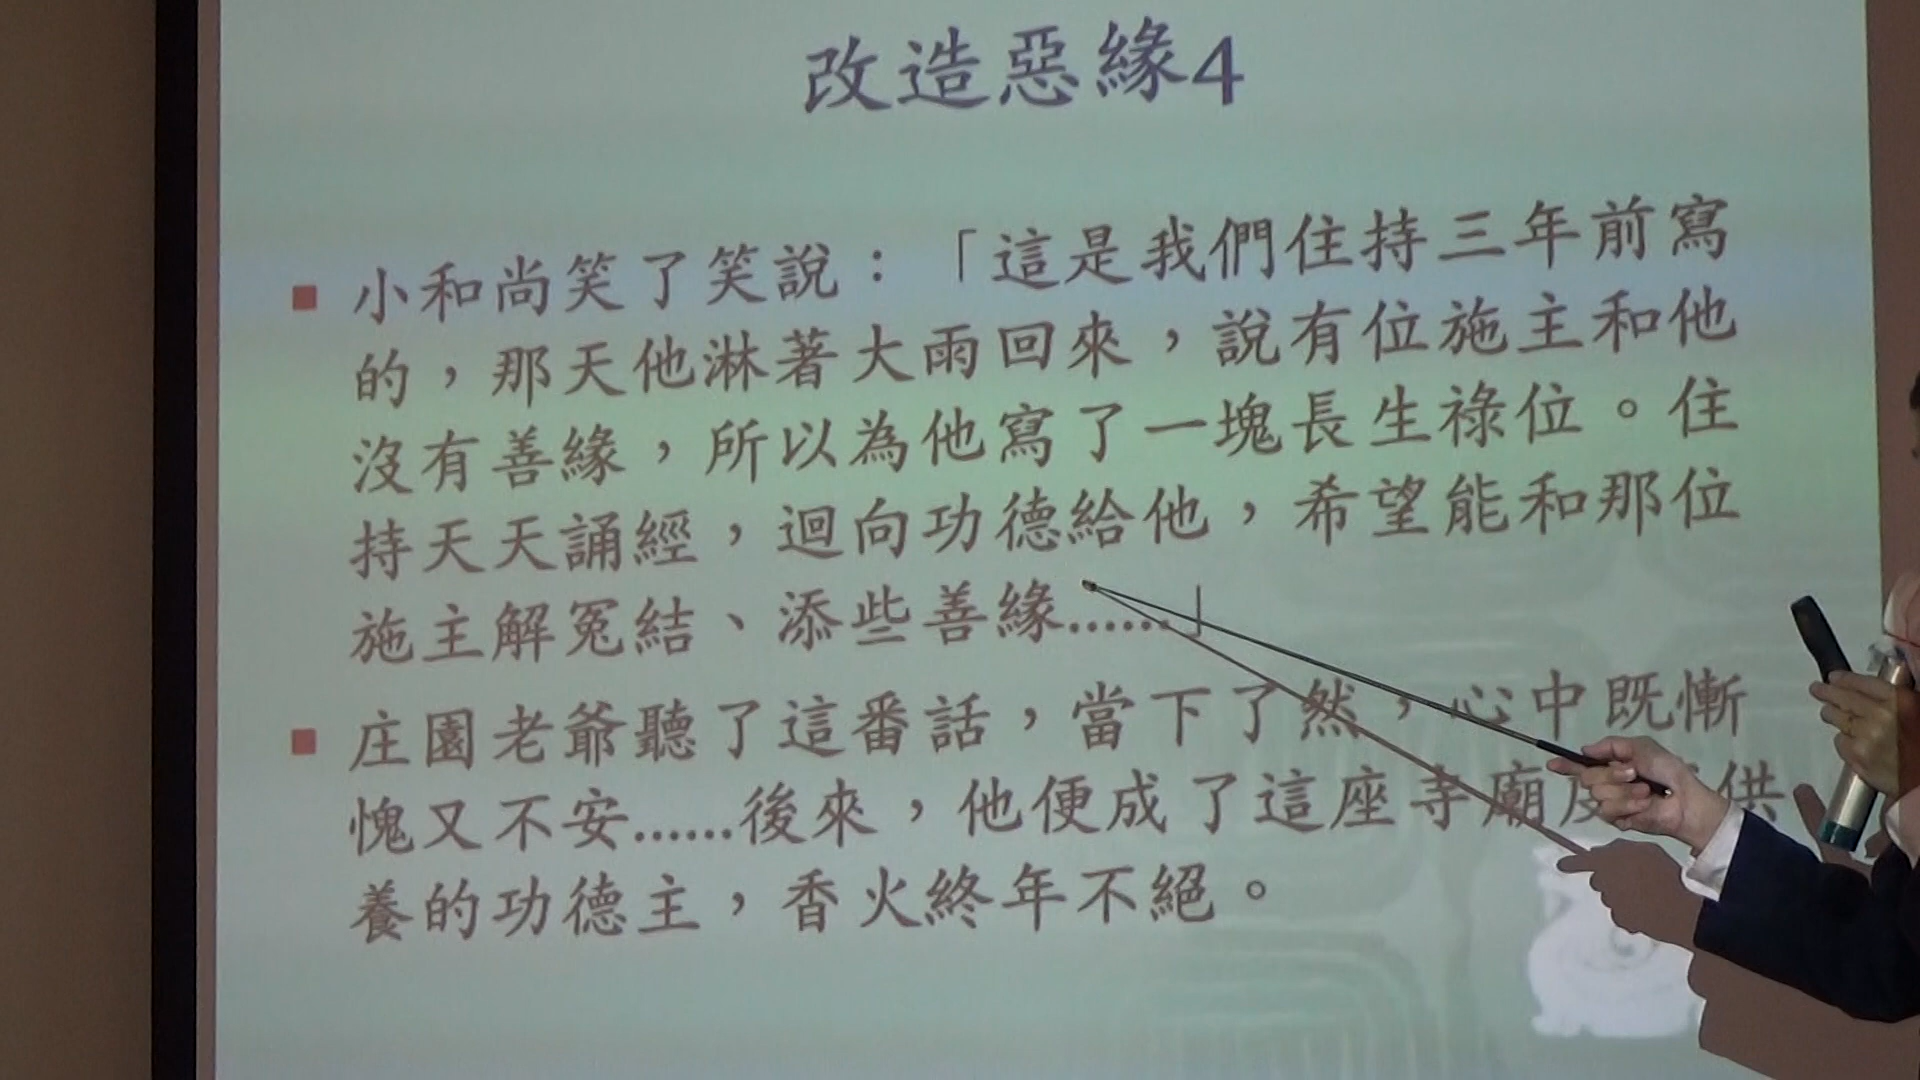 改造惡緣4
小和尚笑了笑說：「這是我們住持三年前寫
的，那天他淋著大雨回來，說有位施主和他
沒有善緣，所以為他寫了一塊長生祿位。住
持天天誦經，迴向功德給他，希望能和那位
施主解冤結、添些善緣......」
庄園老爺聽了這番話，當下了然，心中既慚
愧又不安......後來，他便成了這座寺廟 供
養的功德主，香火終年不絕。